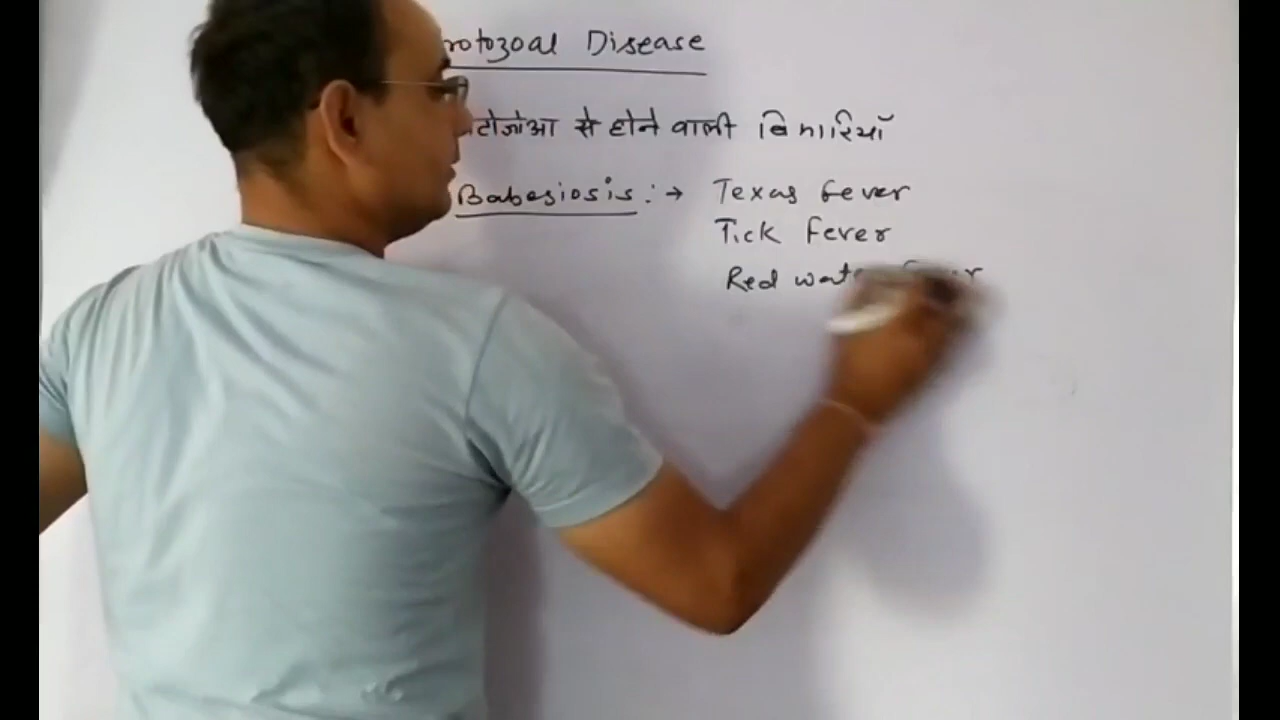 rotozoal Disease
टोजोआ से होने वाली बिमारियाँ
Babesiosis :→ Texas fever
Tick fever
Red water